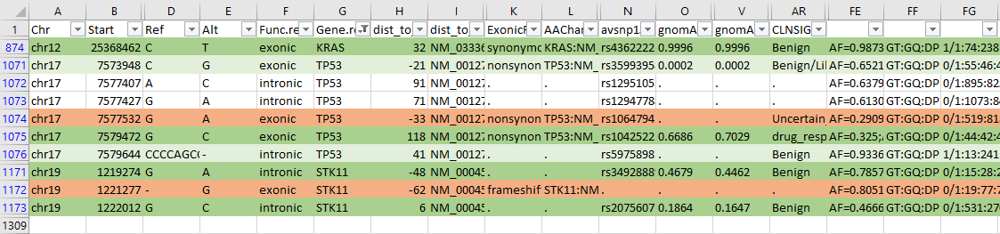 A B D E F G H I K L N O V AR FE FF FG
1 Chr Start Ref Alt Func.re Gene.re dist_to_ dist_to_ ExonicF AAChar avsnp1 gnomA gnomA CLNSIG
874 chr12 25368462 C T exonic KRAS 32 NM_0333 synonymo KRAS:NM_ rs4362222 0.9996 0.9996 Benign AF=0.9873 GT:GQ:DP 1/1:74:238
1071 chr17 7573948 C G exonic TP53 -21 NM_00127 nonsynon TP53:NM_ rs3599395 0.0002 0.0002 Benign/Lil AF=0.6521 GT:GQ:DP 0/1:55:46:4
1072 chr17 7577407 A C intronic TP53 91 NM_00127 . . rs1295105 . . . AF=0.6379 GT:GQ:DP 0/1:895:82
1073 chr17 7577427 G A intronic TP53 71 NM_00127 . . rs1294778 . . . AF=0.6130 GT:GQ:DP 0/1:1073:8
1074 chr17 7577532 G A exonic TP53 -33 NM_00127 nonsynon TP53:NM_ rs1064794 . . Uncertain_ AF=0.2909 GT:GQ:DP 0/1:519:81
1075 chr17 7579472 G C exonic TP53 118 NM_00127 nonsynon TP53:NM_ rs1042522 0.6686 0.7029 drug_resp AF=0.325; GT:GQ:DP 0/1:44:42:4
1076 chr17 7579644 CCCCAGCC - intronic TP53 41 NM_00127 . . rs5975898 . . Benign AF=0.9336 GT:GQ:DP 1/1:13:241
1171 chr19 1219274 G A intronic STK11 -48 NM_00045 . . rs3492888 0.4679 0.4462 Benign AF=0.7857 GT:GQ:DP 0/1:15:28:2
1172 chr19 1221277 - G exonic STK11 -62 NM_00045 frameshif STK11:NM . . . . AF=0.8051 GT:GQ:DP 0/1:19:77:7
1173 chr19 1222012 G C intronic STK11 6 NM_00045 . . rs2075607 0.1864 0.1647 Benign AF=0.4666 GT:GQ:DP 0/1:531:270
1309